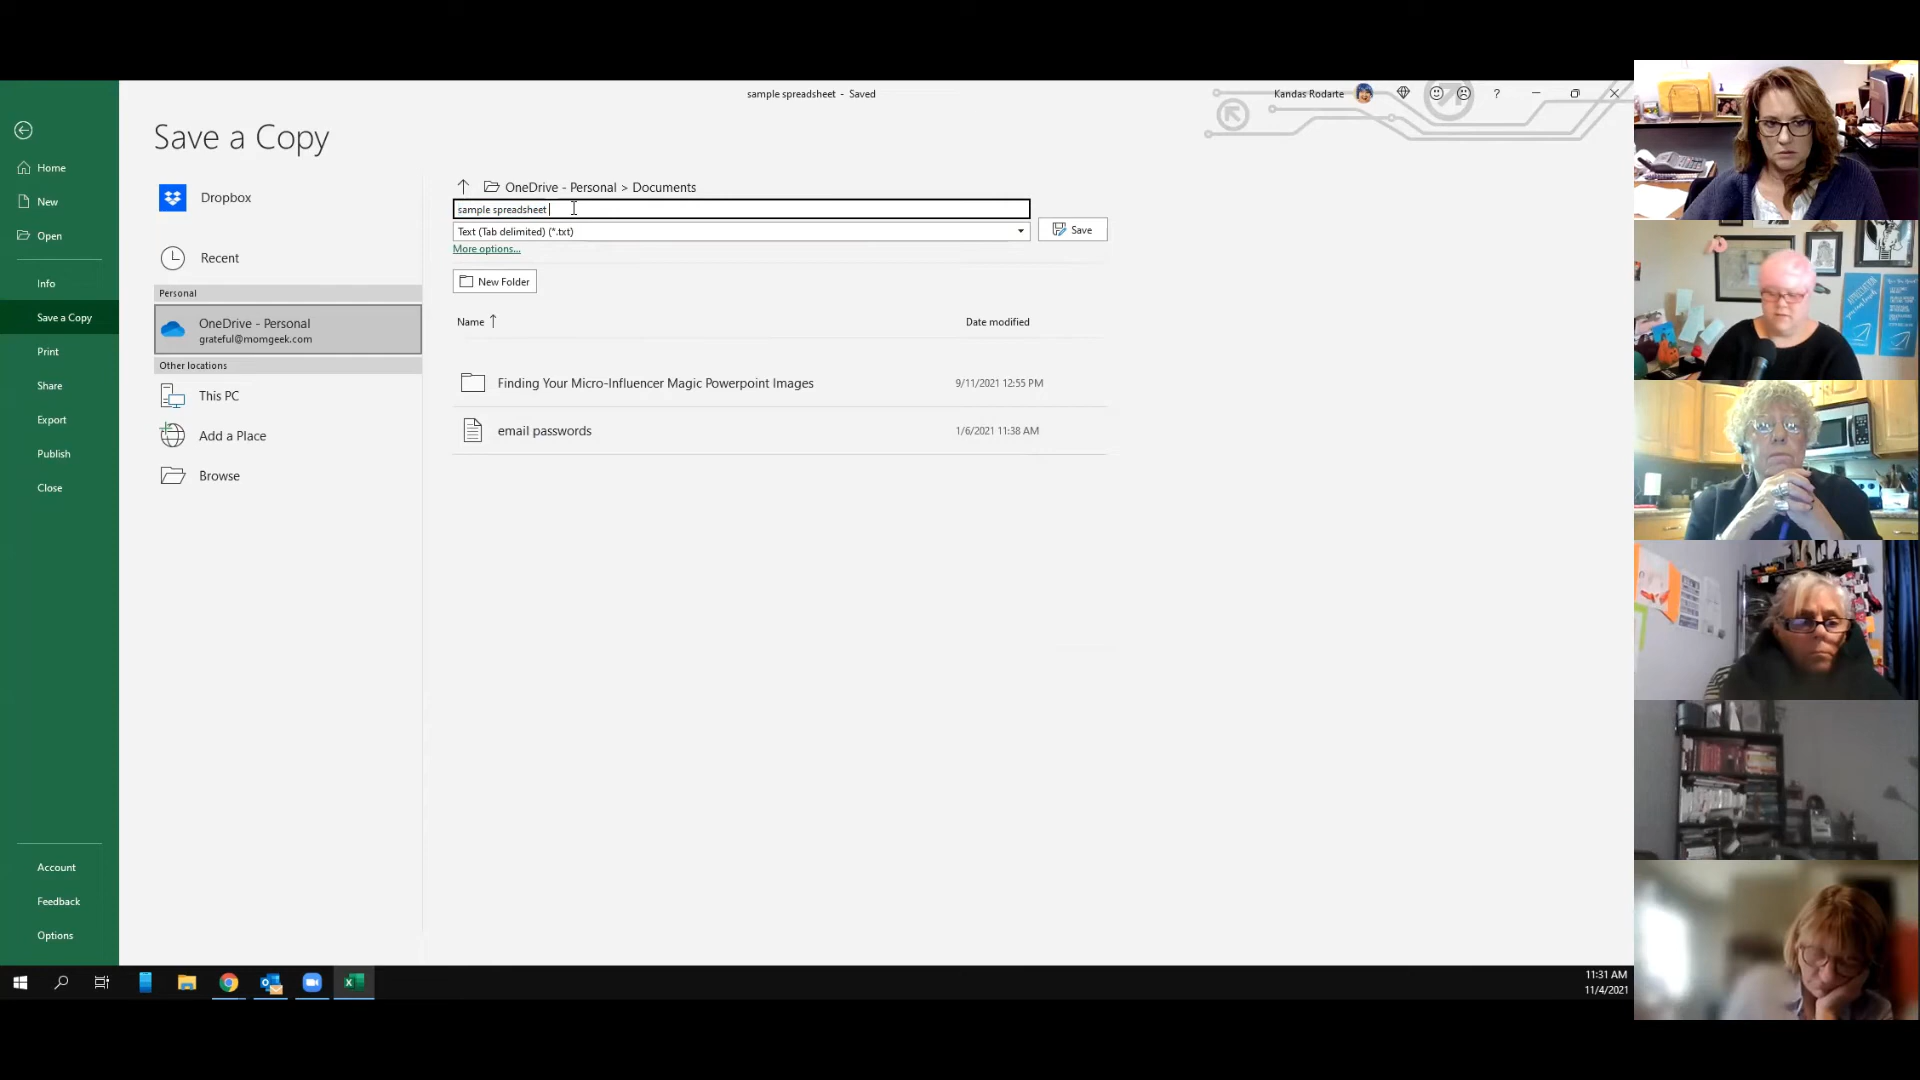 sample spreadsheet - Saved
Kandas Rodarte
?
Save a Copy
Home
New
Open
Info
Save a Copy
Print
Share
Export
Publish
Close
Account
Feedback
Options
Dropbox
Recent
Personal
OneDrive - Personal
grateful@momgeek.com
Other locations
This PC
Add a Place
Browse
OneDrive - Personal > Documents
sample spreadsheet
Text (Tab delimited) (*.txt)
Save
More options...
New Folder
Name
Date modified
Finding Your Micro-Influencer Magic Powerpoint Images
9/11/2021 12:55 PM
email passwords
1/6/2021 11:38 AM
11:31 AM
11/4/2021